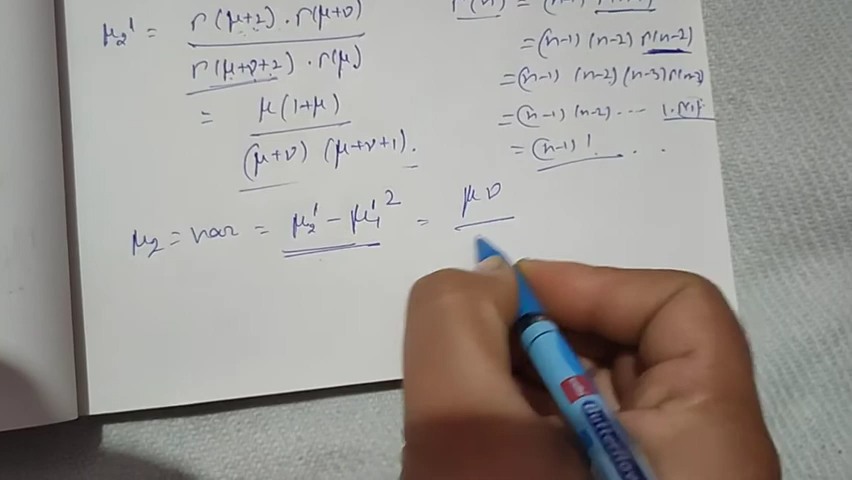 μ₂' = Γ(μ+2) . Γ(μ+ν) / Γ(μ+ν+2) . Γ(μ)
= μ(1+μ) / (μ+ν) (μ+ν+1) .
μ₂ = var = μ₂' - μ₁'² = μν
= (n-1) (n-2) Γ(n-2)
= (n-1) (n-2) (n-3) Γ(n-3)
= (n-1) (n-2) ... 1.Γ(1)
= (n-1)! . .
Butterflow